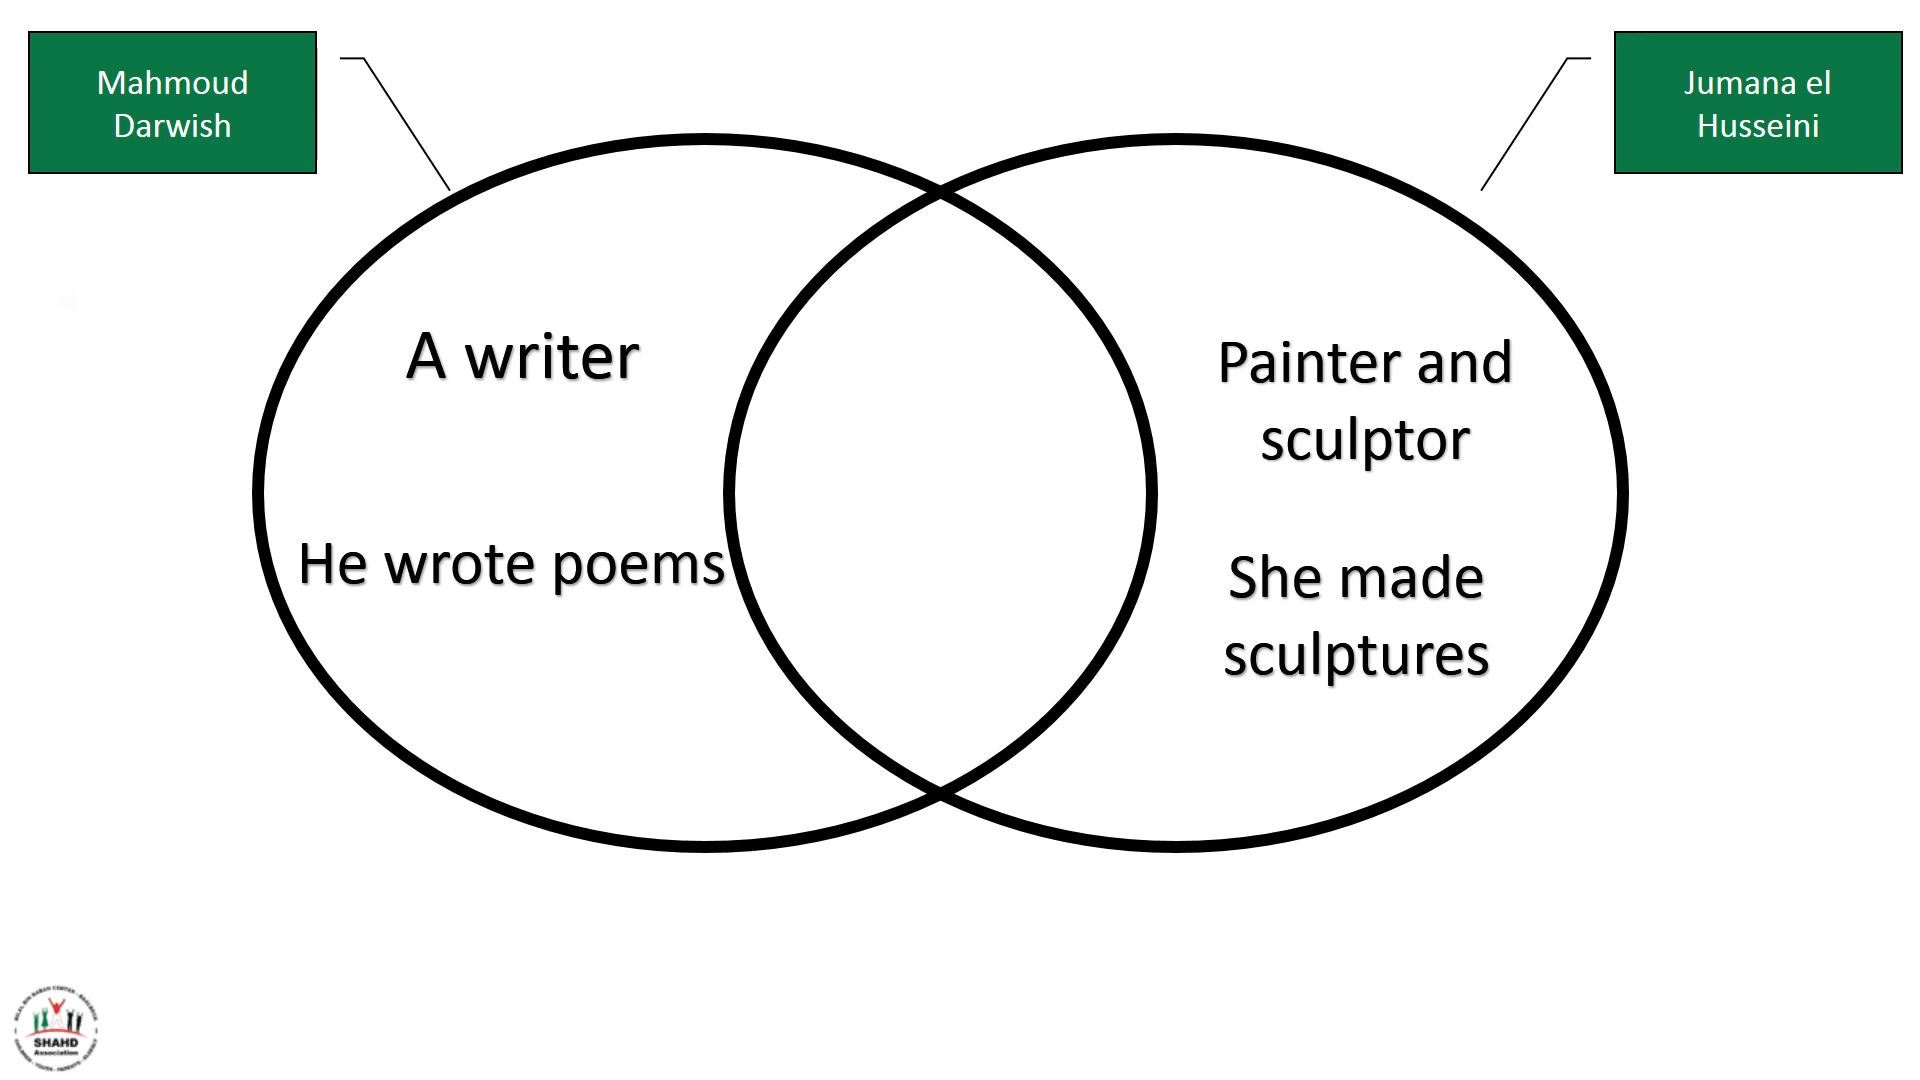 Mahmoud
Darwish
Jumana el
Husseini
A writer
He wrote poems
Painter and
sculptor
She made
sculptures
SHAHD
Association